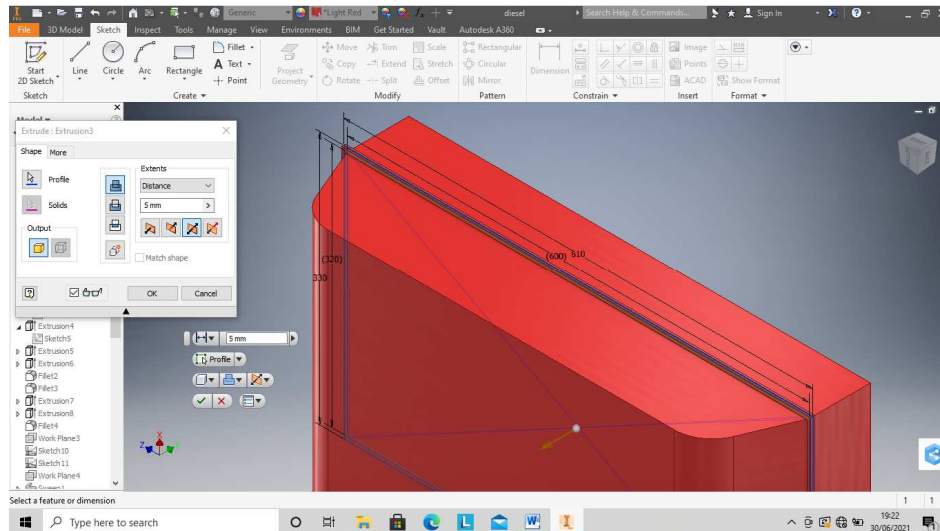 I PRO Generic *Light Red diesel Search Help & Commands... Sign In
File 3D Model Sketch Inspect Tools Manage View Environments BIM Get Started Vault Autodesk A360
Start 2D Sketch
Line
Circle
Arc
Rectangle
Fillet
A Text
Point
Project Geometry
Move Trim Scale
Copy Extend Stretch
Rotate Split Offset
Rectangular
Circular
Mirror
Dimension
Image
Points
ACAD
Show Format
Sketch Create Modify Pattern Constrain Insert Format
Model
Extrude : Extrusion3
Shape More
Profile
Solids
Output
Extents
Distance
5 mm
Match shape
OK Cancel
Extrusion4
Sketch5
Extrusion5
Extrusion6
Fillet2
Fillet3
Extrusion7
Extrusion8
Fillet4
Work Plane3
Sketch10
Sketch11
Work Plane4
Sweep1
5 mm
Profile
(320)
330
(600) 610
Z X
Select a feature or dimension 1 1
Type here to search
L W I
19:22
30/06/2021